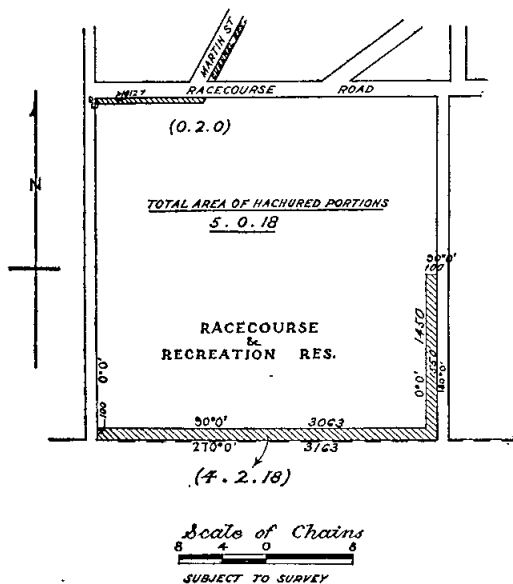 MARTIN ST
RACECOURSE ROAD
(0.2.0)
N
TOTAL AREA OF HACHURED PORTIONS
5.0.18
90°0'
100
1450
0°0'
180°0'
RACECOURSE
&
RECREATION RES.
0°0'
100
90°0' 3063
270°0' 3163
(4.2.18)
Scale of Chains
8 4 0 8
SUBJECT TO SURVEY